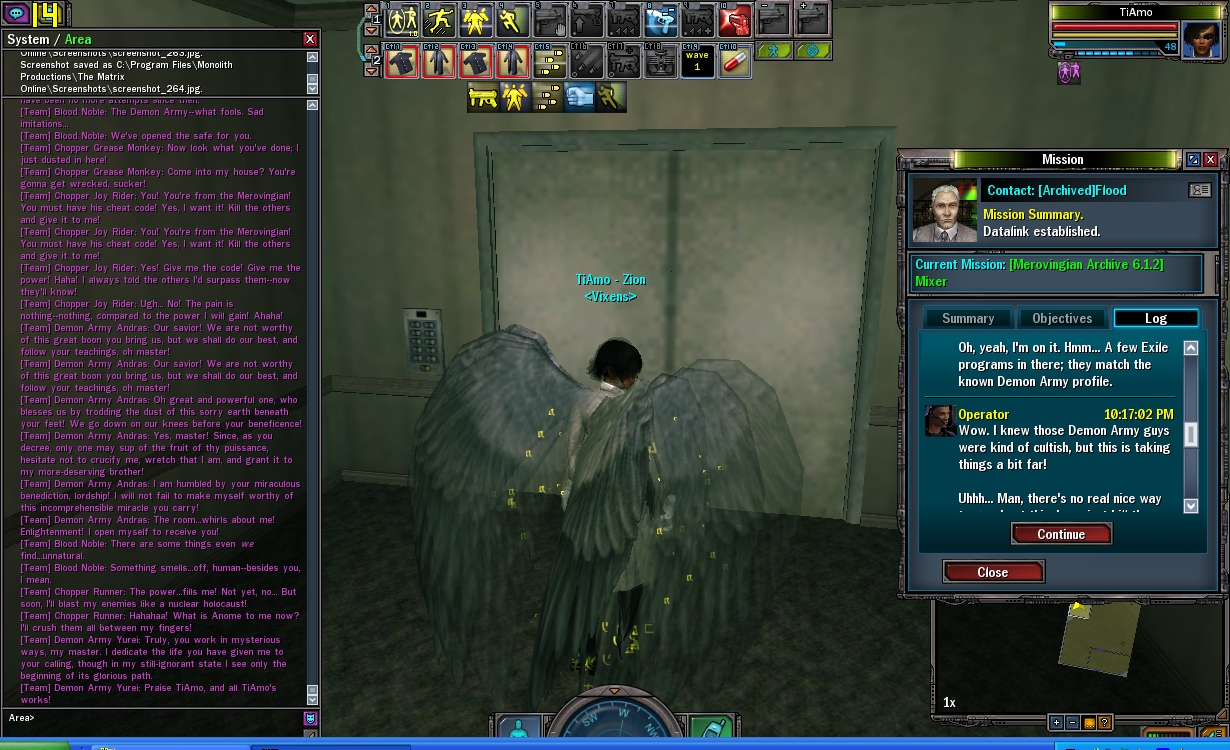 4
System / Area
Online\Screenshots\screenshot_263.jpg.
Screenshot saved as C:\Program Files\Monolith
Productions\The Matrix
Online\Screenshots\screenshot_264.jpg.
have been no more attempts since then.
[Team] Blood Noble: The Demon Army--what fools. Sad
imitations...
[Team] Blood Noble: We've opened the safe for you.
[Team] Chopper Grease Monkey: Now look what you've done; I
just dusted in here!
[Team] Chopper Grease Monkey: Come into my house? You're
gonna get wrecked, sucker!
[Team] Chopper Joy Rider: You! You're from the Merovingian!
You must have his cheat code! Yes, I want it! Kill the others
and give it to me!
[Team] Chopper Joy Rider: You! You're from the Merovingian!
You must have his cheat code! Yes, I want it! Kill the others
and give it to me!
[Team] Chopper Joy Rider: Yes! Give me the code! Give me the
power! Haha! I always told the others I'd surpass them--now
they'll know!
[Team] Chopper Joy Rider: Ugh... No! The pain is
nothing--nothing, compared to the power I will gain! Ahaha!
[Team] Demon Army Andras: Our savior! We are not worthy
of this great boon you bring us, but we shall do our best, and
follow your teachings, oh master!
[Team] Demon Army Andras: Our savior! We are not worthy
of this great boon you bring us, but we shall do our best, and
follow your teachings, oh master!
[Team] Demon Army Andras: Oh great and powerful one, who
blesses us by trodding the dust of this sorry earth beneath
your feet! We go down on our knees before your beneficence!
[Team] Demon Army Andras: Yes, master! Since, as you
decree, only one may sup of the fruit of thy puissance,
hesitate not to crucify me, wretch that I am, and grant it to
my more-deserving brother!
[Team] Demon Army Andras: I am humbled by your miraculous
benediction, lordship! I will not fail to make myself worthy of
this incomprehensible miracle you carry!
[Team] Demon Army Andras: The room...whirls about me!
Enlightenment! I open myself to receive you!
[Team] Blood Noble: There are some things even we
find...unnatural.
[Team] Blood Noble: Something smells...off, human--besides you,
I mean.
[Team] Chopper Runner: The power...fills me! Not yet, no... But
soon, I'll blast my enemies like a nuclear holocaust!
[Team] Chopper Runner: Hahahaa! What is Anome to me now?
I'll crush them all between my fingers!
[Team] Demon Army Yurei: Truly, you work in mysterious
ways, my master. I dedicate the life you have given me to
your calling, though in my still-ignorant state I see only the
beginning of its glorious path.
[Team] Demon Army Yurei: Praise TiAmo, and all TiAmo's
works!
Area>
1
2
wave
1
TiAmo - Zion
<Vixens>
SW
W
NW
TiAmo
48
Mission
Contact: [Archived]Flood
Mission Summary.
Datalink established.
Current Mission: [Merovingian Archive 6.1.2]
Mixer
Summary
Objectives
Log
Oh, yeah, I'm on it. Hmm... A few Exile
programs in there; they match the
known Demon Army profile.
Operator 10:17:02 PM
Wow. I knew those Demon Army guys
were kind of cultish, but this is taking
things a bit far!
Uhhh... Man, there's no real nice way
Continue
Close
1x